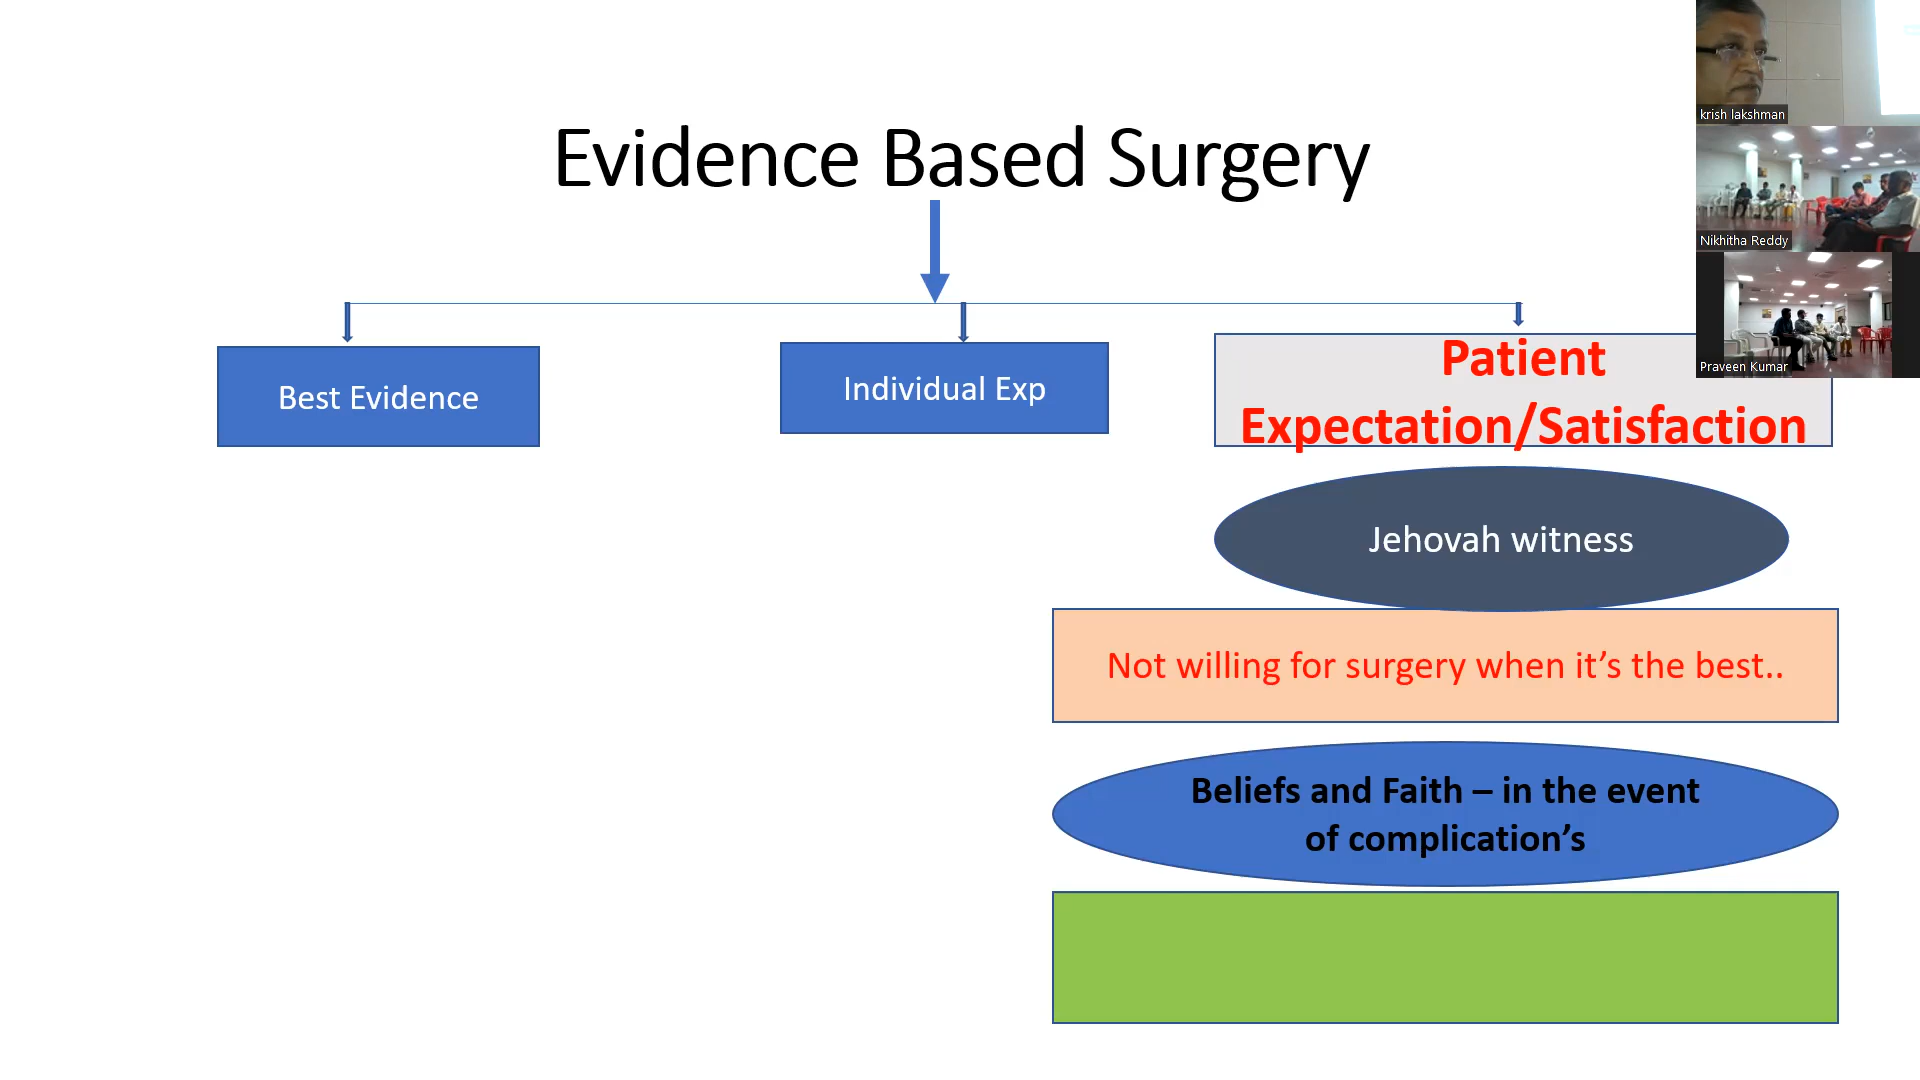 Evidence Based Surgery
krish lakshman
Nikhitha Reddy
Praveen Kumar
Best Evidence
Individual Exp
Patient
Expectation/Satisfaction
Jehovah witness
Not willing for surgery when it’s the best..
Beliefs and Faith – in the event
of complication’s